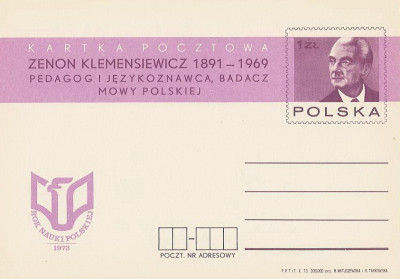 KARTKA POCZTOWA
ZENON KLEMENSIEWICZ 1891 – 1969
PEDAGOG I JĘZYKOZNAWCA, BADACZ
MOWY POLSKIEJ
1 ZŁ
POLSKA
ROK NAUKI POLSKIEJ
1973
POCZT. NR ADRESOWY